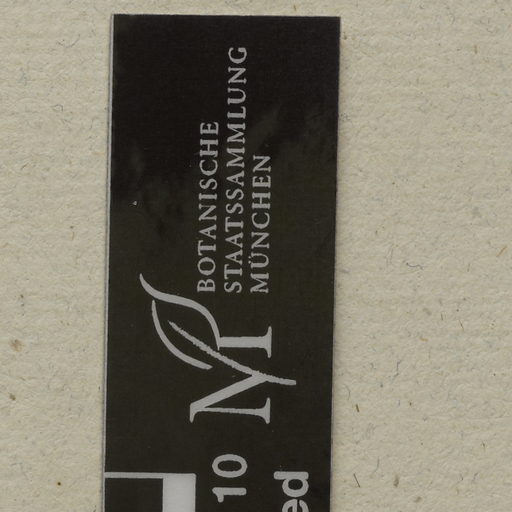 BOTANISCHE
STAATSSAMMLUNG
MÜNCHEN
M
10
ed